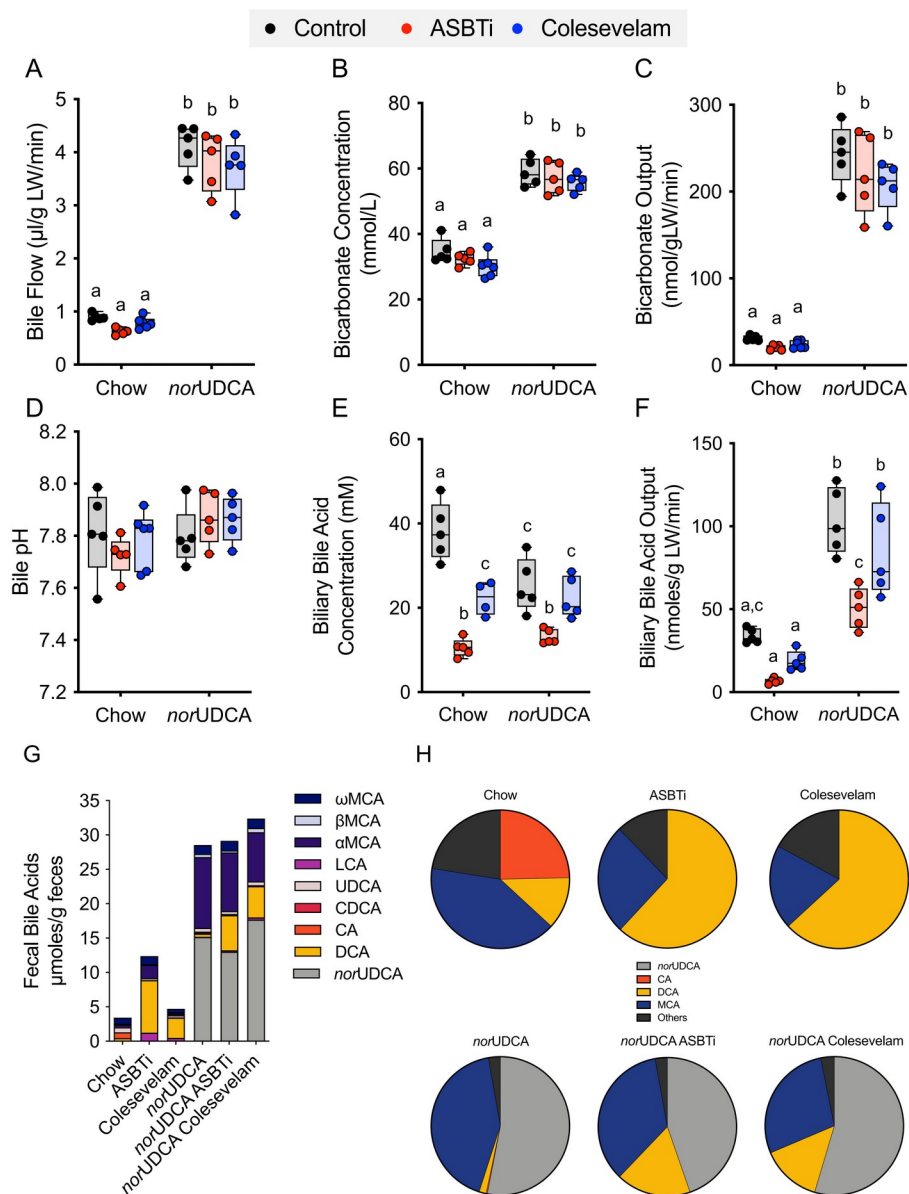 Control ASBTi Colesevelam
A
Bile Flow (µl/g LW/min)
5
4
3
2
1
0
a a a
b b b
Chow norUDCA
B
Bicarbonate Concentration
(mmol/L)
80
60
40
20
0
a a a
b b b
Chow norUDCA
C
Bicarbonate Output
(nmol/gLW/min)
300
200
100
0
a a a
b b b
Chow norUDCA
D
Bile pH
8.2
8.0
7.8
7.6
7.4
7.2
Chow norUDCA
E
Biliary Bile Acid
Concentration (mM)
60
40
20
0
a b c
c b c
Chow norUDCA
F
Biliary Bile Acid Output
(nmoles/g LW/min)
150
100
50
0
a,c a a
b c b
Chow norUDCA
G
Fecal Bile Acids
µmoles/g feces
35
30
25
20
15
10
5
0
Chow
ASBTi
Colesevelam
norUDCA
norUDCA ASBTi
norUDCA Colesevelam
ωMCA
βMCA
αMCA
LCA
UDCA
CDCA
CA
DCA
norUDCA
H
Chow ASBTi Colesevelam
norUDCA
CA
DCA
MCA
Others
norUDCA norUDCA ASBTi norUDCA Colesevelam